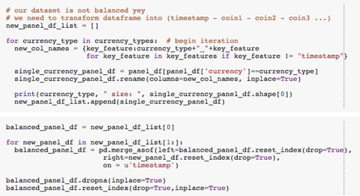 # our dataset is not balanced yey
# we need to transform dataframe into (timestamp - coin1 - coin2 - coin3 ...)
new_panel_df_list = []
for currency_type in currency_types:  # begin iteration
    new_col_names = {key_feature:currency_type+"_"+key_feature
                     for key_feature in key_features if key_feature != "timestamp"}
    single_currency_panel_df = panel_df[panel_df['currency']==currency_type]
    single_currency_panel_df.rename(columns=new_col_names, inplace=True)
    print(currency_type, " size: ", single_currency_panel_df.shape[0])
    new_panel_df_list.append(single_currency_panel_df)
balanced_panel_df = new_panel_df_list[0]
for new_panel_df in new_panel_df_list[1:]:
    balanced_panel_df = pd.merge_asof(left=balanced_panel_df.reset_index(drop=True),
                         right=new_panel_df.reset_index(drop=True),
                         on = u'timestamp')
balanced_panel_df.dropna(inplace=True)
balanced_panel_df.reset_index(drop=True,inplace=True)